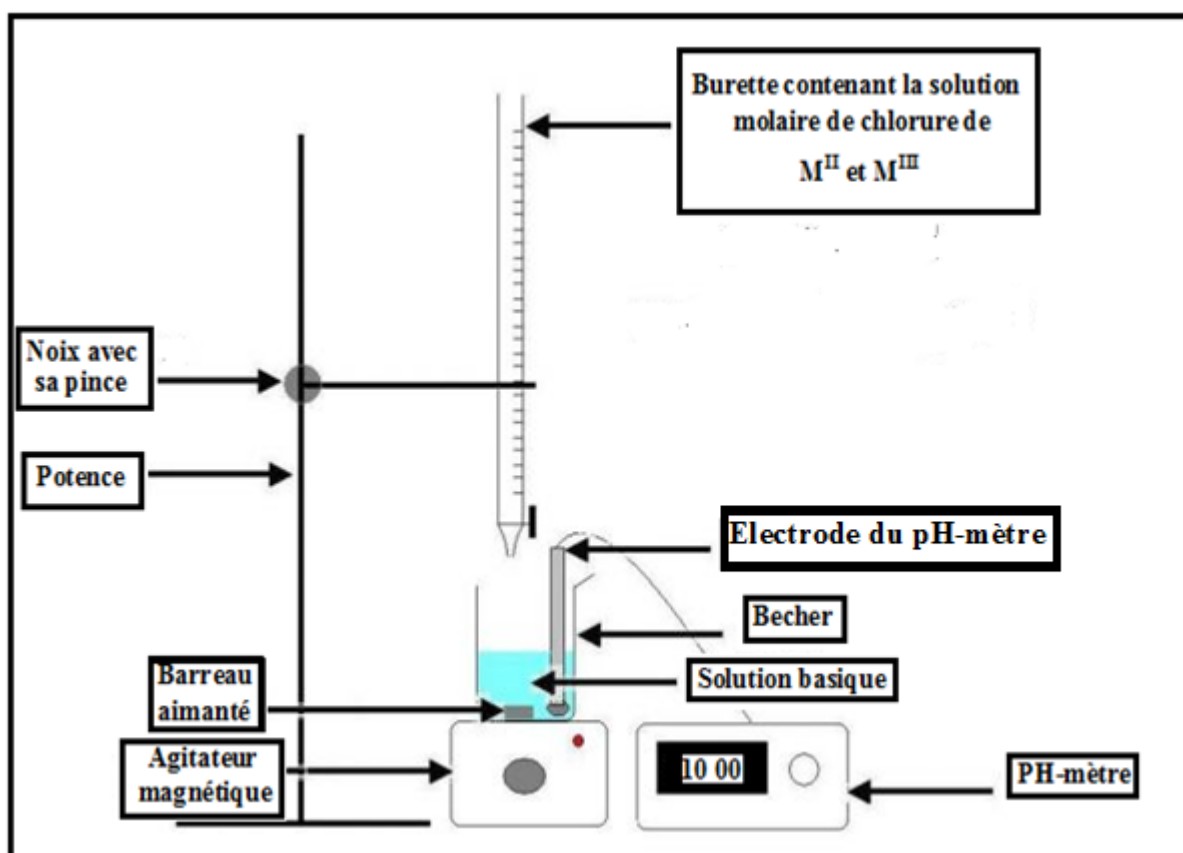 Burette contenant la solution
molaire de chlorure de
M^II et M^III
Noix avec
sa pince
Potence
Electrode du pH-mètre
Becher
Solution basique
Barreau
aimanté
Agitateur
magnétique
10 00
PH-mètre